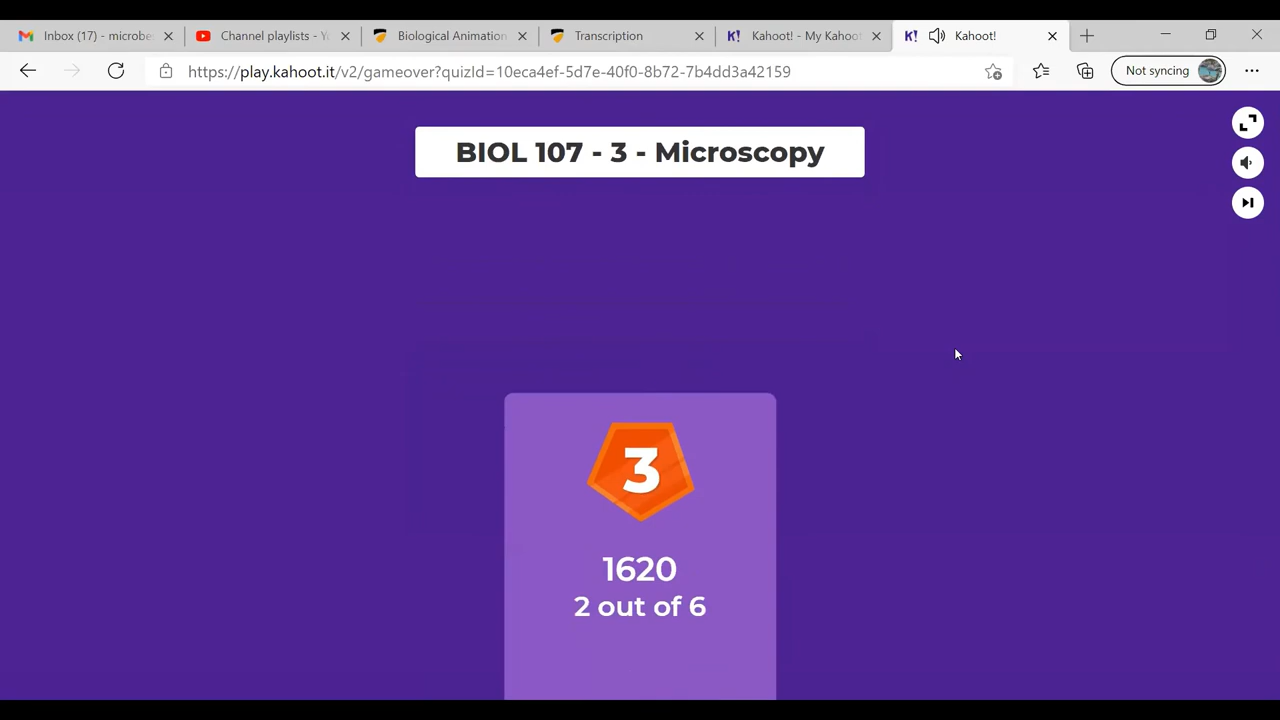 Inbox (17) - microbe
Channel playlists - Yo
Biological Animation
Transcription
Kahoot! - My Kahoot
Kahoot!
https://play.kahoot.it/v2/gameover?quizId=10eca4ef-5d7e-40f0-8b72-7b4dd3a42159
Not syncing
BIOL 107 - 3 - Microscopy
3
1620
2 out of 6